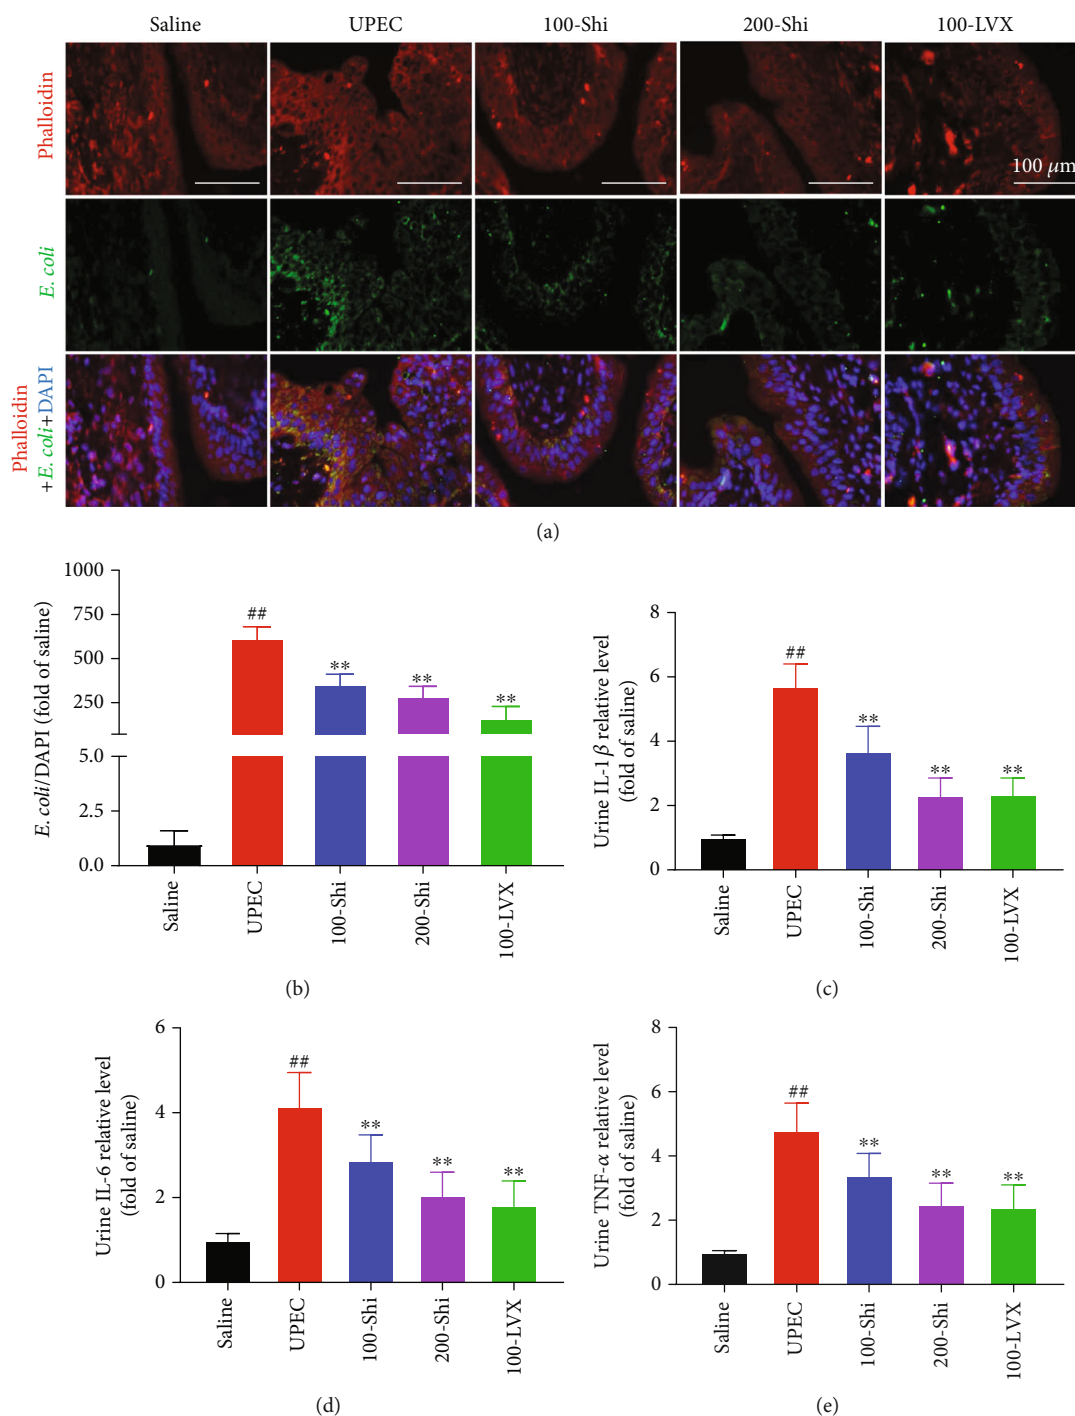 Saline UPEC 100-Shi 200-Shi 100-LVX
Phalloidin
100 μm
E. coli
Phalloidin
+ E. coli+DAPI
(a)
E. coli/DAPI (fold of saline)
1000
750
500
250
5.0
2.5
0.0
##
**
**
**
Saline
UPEC
100-Shi
200-Shi
100-LVX
(b)
Urine IL-1 β relative level
(fold of saline)
8
6
4
2
0
##
**
**
**
Saline
UPEC
100-Shi
200-Shi
100-LVX
(c)
Urine IL-6 relative level
(fold of saline)
6
4
2
0
##
**
**
**
Saline
UPEC
100-Shi
200-Shi
100-LVX
(d)
Urine TNF-α relative level
(fold of saline)
8
6
4
2
0
##
**
**
**
Saline
UPEC
100-Shi
200-Shi
100-LVX
(e)